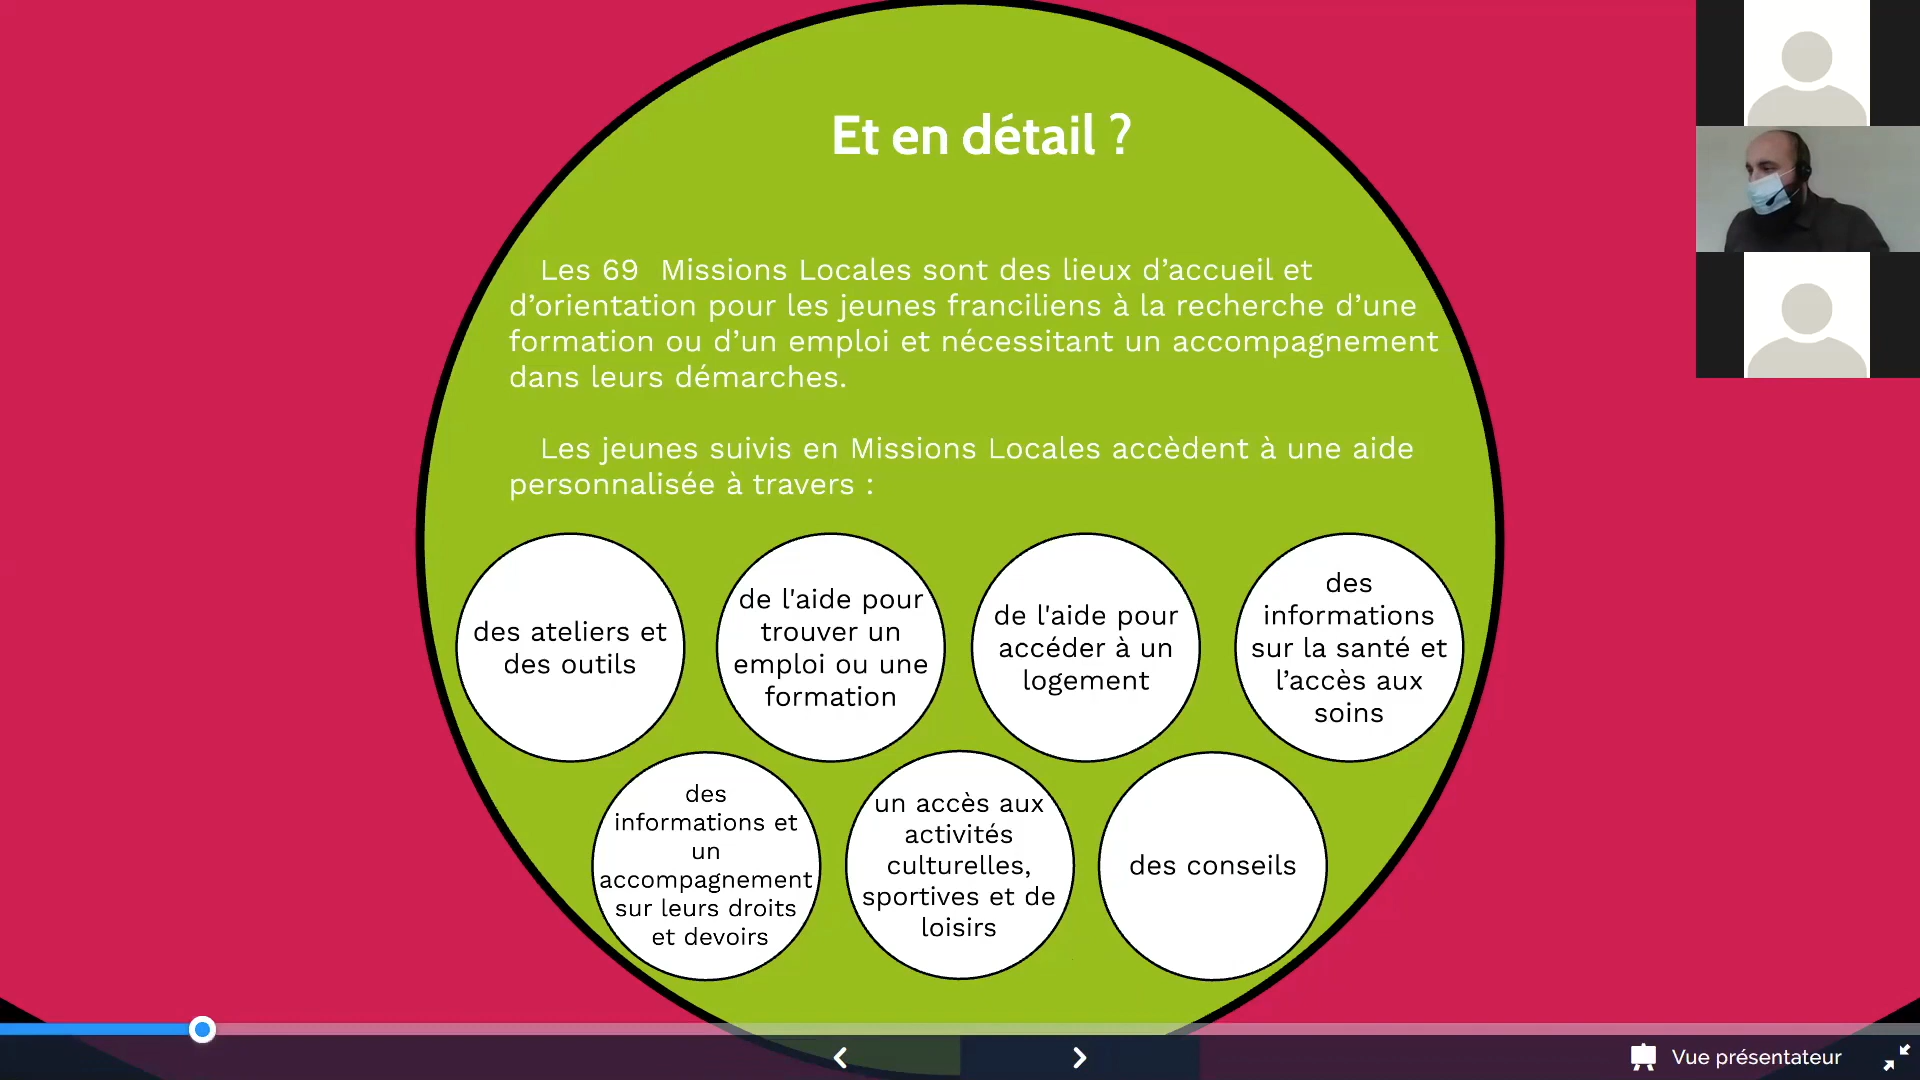 Et en détail ?
Les 69 Missions Locales sont des lieux d’accueil et
d’orientation pour les jeunes franciliens à la recherche d’une
formation ou d’un emploi et nécessitant un accompagnement
dans leurs démarches.
Les jeunes suivis en Missions Locales accèdent à une aide
personnalisée à travers :
des ateliers et
des outils
de l'aide pour
trouver un
emploi ou une
formation
de l'aide pour
accéder à un
logement
des
informations
sur la santé et
l’accès aux
soins
des
informations et
un
accompagnement
sur leurs droits
et devoirs
un accès aux
activités
culturelles,
sportives et de
loisirs
des conseils
Vue présentateur